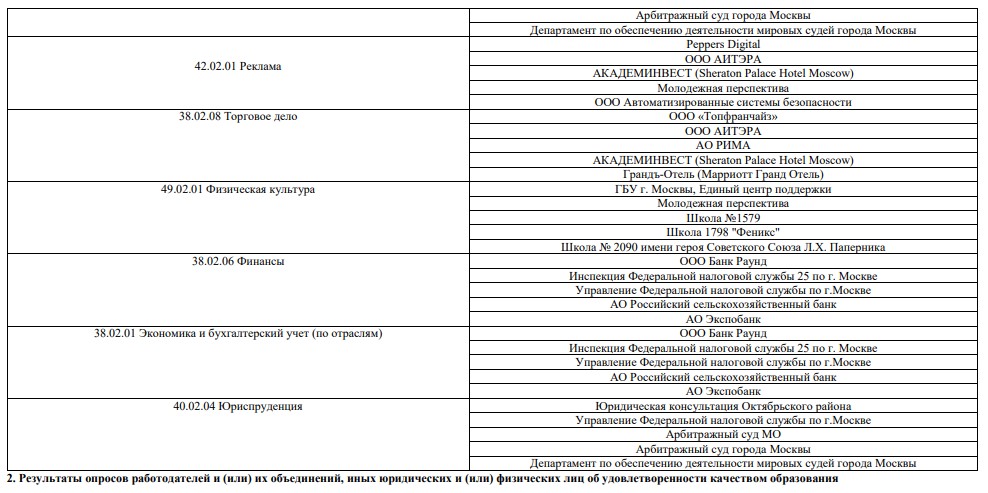 Арбитражный суд города Москвы
Департамент по обеспечению деятельности мировых судей города Москвы
42.02.01 Реклама
Peppers Digital
ООО АИТЭРА
АКАДЕМИНВЕСТ (Sheraton Palace Hotel Moscow)
Молодежная перспектива
ООО Автоматизированные системы безопасности
38.02.08 Торговое дело
ООО «Топфранчайз»
ООО АИТЭРА
АО РИМА
АКАДЕМИНВЕСТ (Sheraton Palace Hotel Moscow)
Грандъ-Отель (Марриотт Гранд Отель)
49.02.01 Физическая культура
ГБУ г. Москвы, Единый центр поддержки
Молодежная перспектива
Школа №1579
Школа 1798 "Феникс"
Школа № 2090 имени героя Советского Союза Л.Х. Паперника
38.02.06 Финансы
ООО Банк Раунд
Инспекция Федеральной налоговой службы 25 по г. Москве
Управление Федеральной налоговой службы по г.Москве
АО Российский сельскохозяйственный банк
АО Экспобанк
38.02.01 Экономика и бухгалтерский учет (по отраслям)
ООО Банк Раунд
Инспекция Федеральной налоговой службы 25 по г. Москве
Управление Федеральной налоговой службы по г.Москве
АО Российский сельскохозяйственный банк
АО Экспобанк
40.02.04 Юриспруденция
Юридическая консультация Октябрьского района
Управление Федеральной налоговой службы по г.Москве
Арбитражный суд МО
Арбитражный суд города Москвы
Департамент по обеспечению деятельности мировых судей города Москвы
2. Результаты опросов работодателей и (или) их объединений, иных юридических и (или) физических лиц об удовлетворенности качеством образования